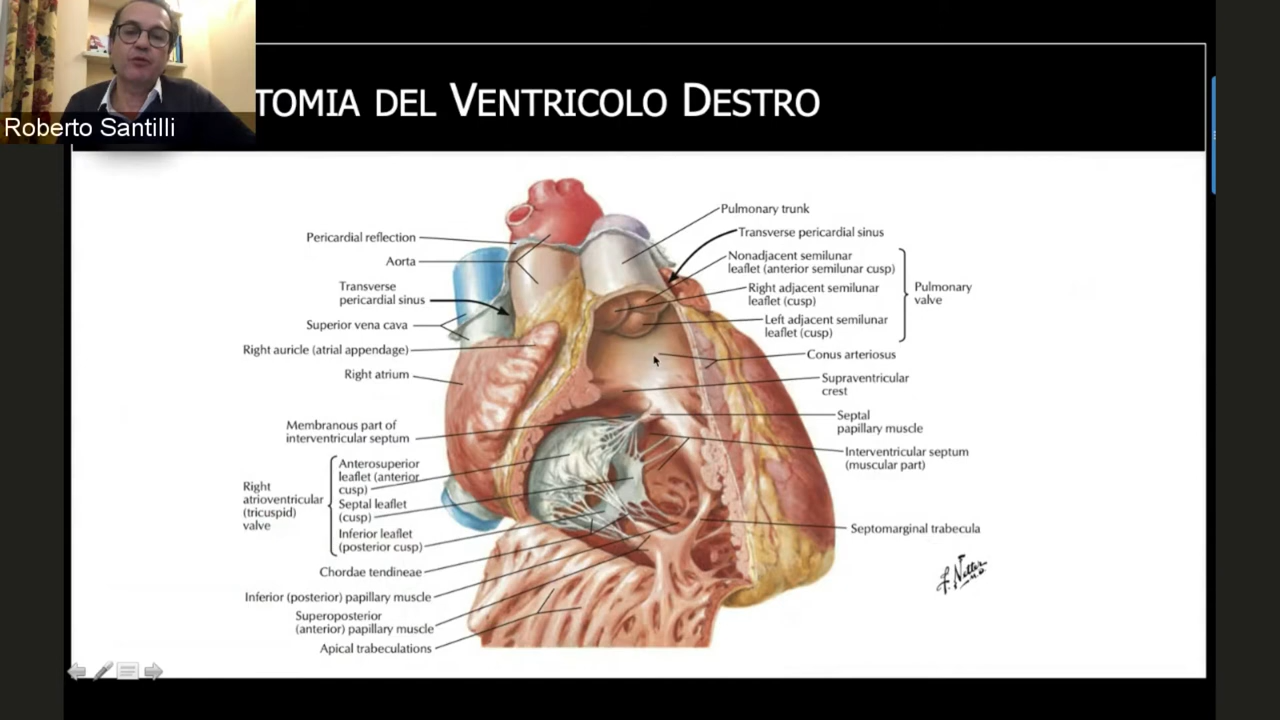 TOMIA DEL VENTRICOLO DESTRO
Roberto Santilli
Pericardial reflection
Aorta
Transverse
pericardial sinus
Superior vena cava
Right auricle (atrial appendage)
Right atrium
Membranous part of
interventricular septum
Right
atrioventricular
(tricuspid)
valve
Anterosuperior
leaflet (anterior
cusp)
Septal leaflet
(cusp)
Inferior leaflet
(posterior cusp)
Chordae tendineae
Inferior (posterior) papillary muscle
Superoposterior
(anterior) papillary muscle
Apical trabeculations
Pulmonary trunk
Transverse pericardial sinus
Nonadjacent semilunar
leaflet (anterior semilunar cusp)
Right adjacent semilunar
leaflet (cusp)
Left adjacent semilunar
leaflet (cusp)
Pulmonary
valve
Conus arteriosus
Supraventricular
crest
Septal
papillary muscle
Interventricular septum
(muscular part)
Septomarginal trabecula
F. Netter
M.D.